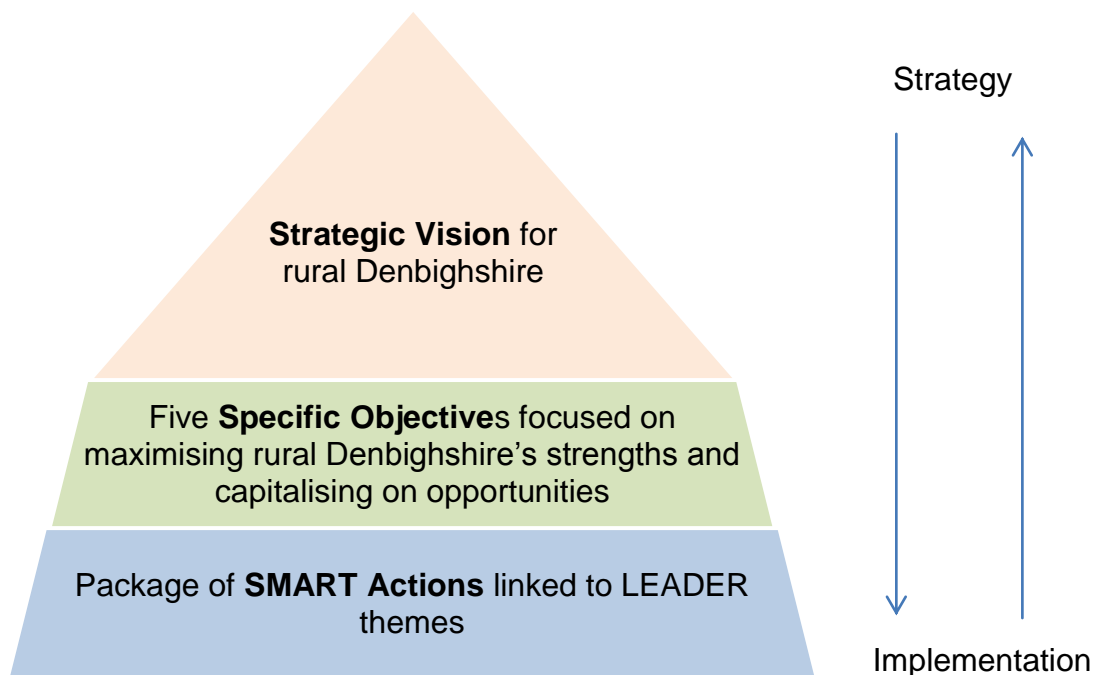 Strategy
Strategic Vision for
rural Denbighshire
Five Specific Objectives focused on
maximising rural Denbighshire’s strengths and
capitalising on opportunities
Package of SMART Actions linked to LEADER
themes
Implementation